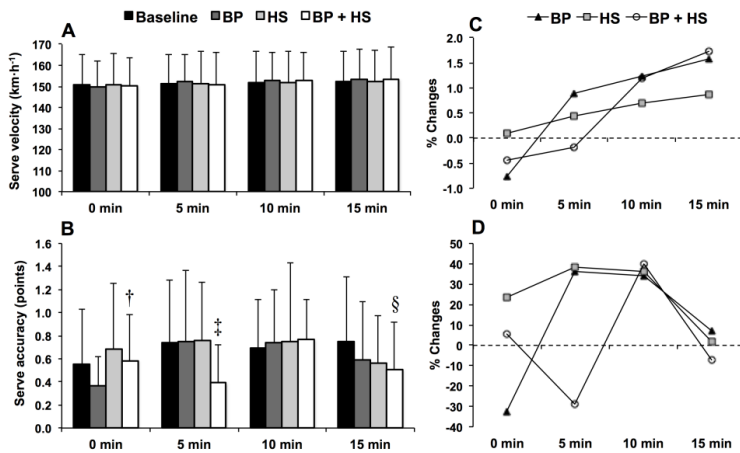 Baseline BP HS BP + HS
A
Serve velocity (km·h⁻¹)
170
160
150
140
130
120
110
100
0 min 5 min 10 min 15 min
B
Serve accuracy (points)
1.6
1.4
1.2
1.0
0.8
0.6
0.4
0.2
0.0
†
‡
§
0 min 5 min 10 min 15 min
BP HS BP + HS
C
% Changes
2.0
1.5
1.0
0.5
0.0
-0.5
-1.0
0 min 5 min 10 min 15 min
D
% Changes
50
40
30
20
10
0
-10
-20
-30
-40
0 min 5 min 10 min 15 min